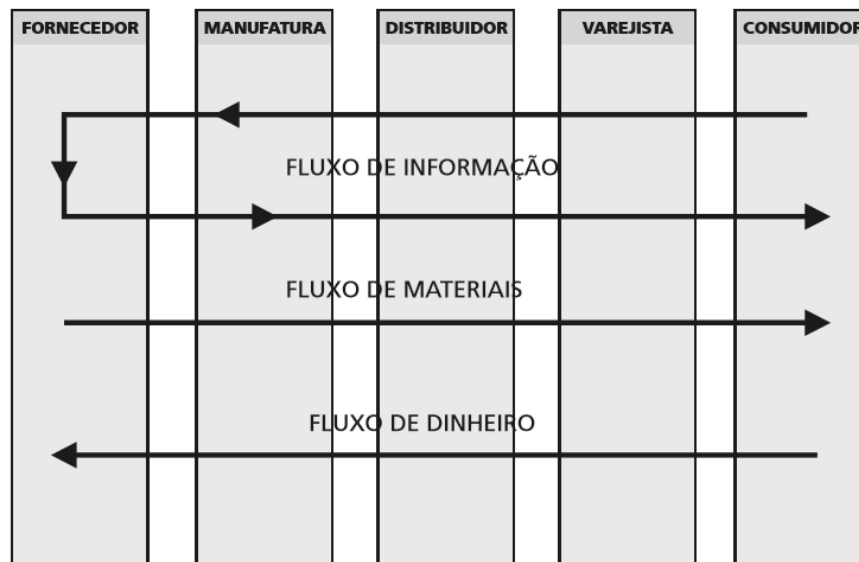 FORNECEDOR MANUFATURA DISTRIBUIDOR VAREJISTA CONSUMIDOR
FLUXO DE INFORMAÇÃO
FLUXO DE MATERIAIS
FLUXO DE DINHEIRO